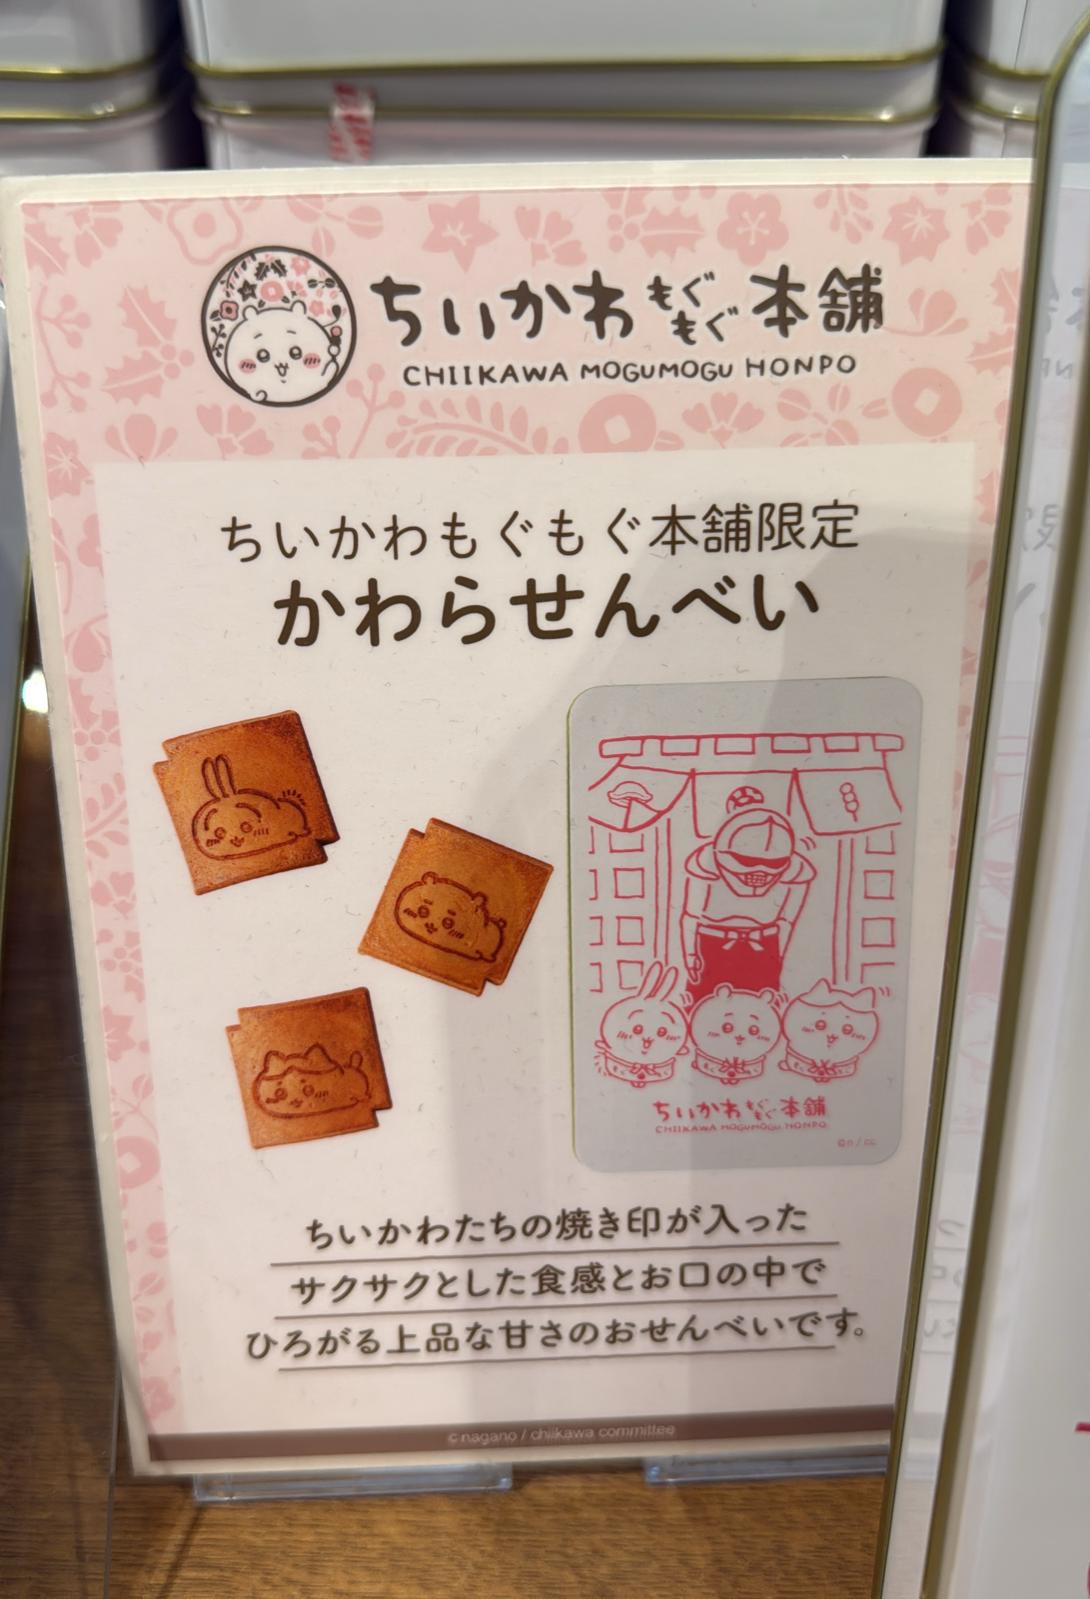 ちいかわもぐもぐ本舗
CHIIKAWA MOGUMOGU HONPO
ちいかわもぐもぐ本舗限定
かわらせんべい
ちいかわもぐもぐ本舗
CHIIKAWA MOGUMOGU HONPO
©n / cc
ちいかわたちの焼き印が入った
サクサクとした食感とお口の中で
ひろがる上品な甘さのおせんべいです。
©nagano / chiikawa committee